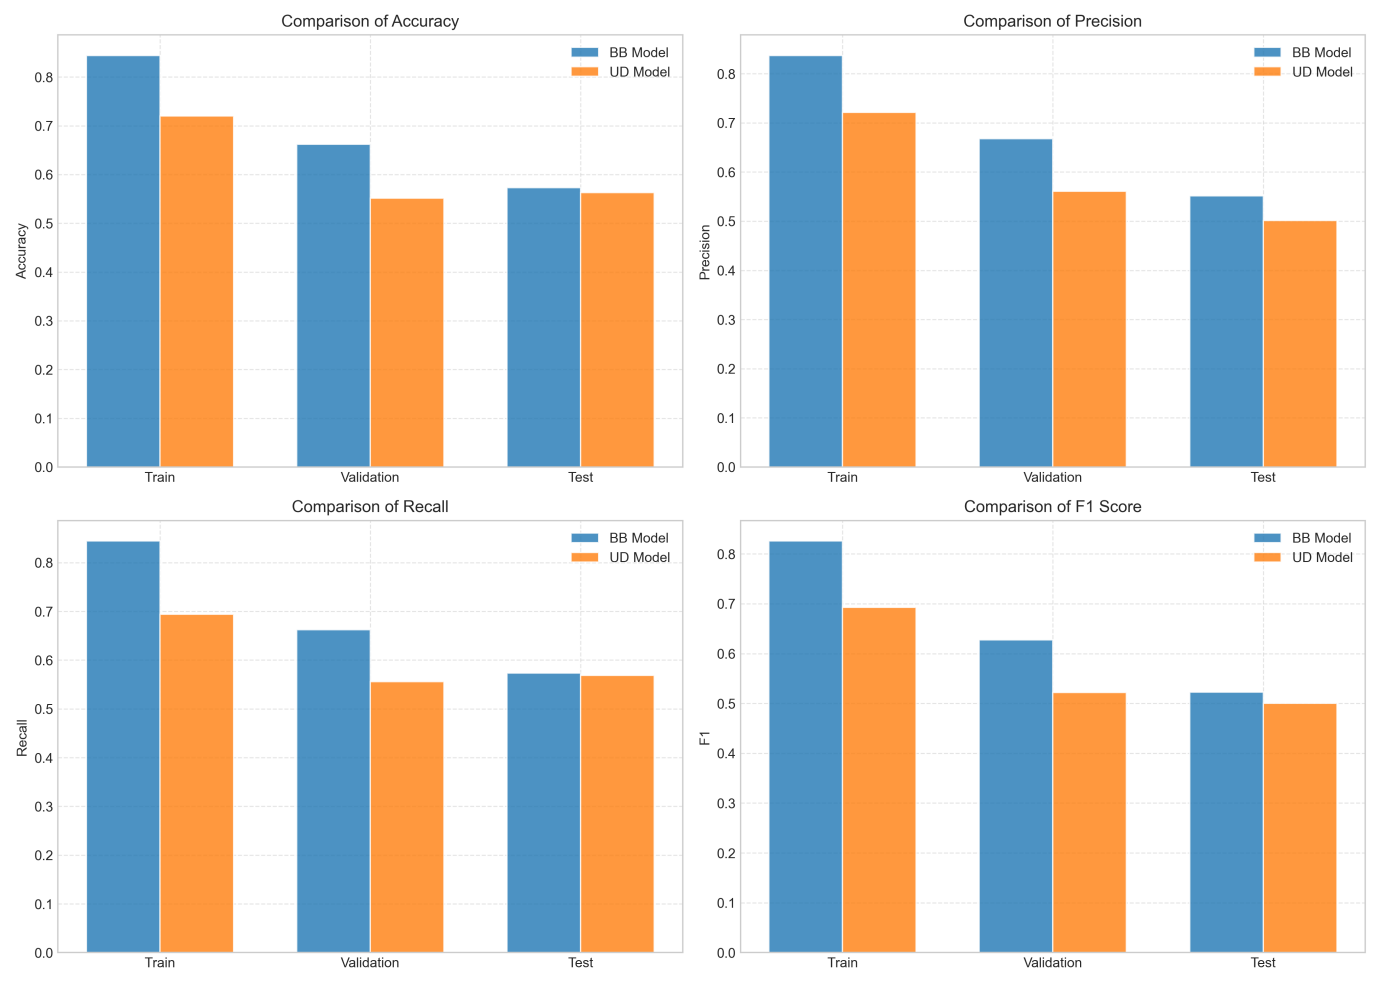 Comparison of Accuracy
BB Model
UD Model
Accuracy
0.8
0.7
0.6
0.5
0.4
0.3
0.2
0.1
0.0
Train Validation Test
Comparison of Precision
BB Model
UD Model
Precision
0.8
0.7
0.6
0.5
0.4
0.3
0.2
0.1
0.0
Train Validation Test
Comparison of Recall
BB Model
UD Model
Recall
0.8
0.7
0.6
0.5
0.4
0.3
0.2
0.1
0.0
Train Validation Test
Comparison of F1 Score
BB Model
UD Model
F1
0.8
0.7
0.6
0.5
0.4
0.3
0.2
0.1
0.0
Train Validation Test